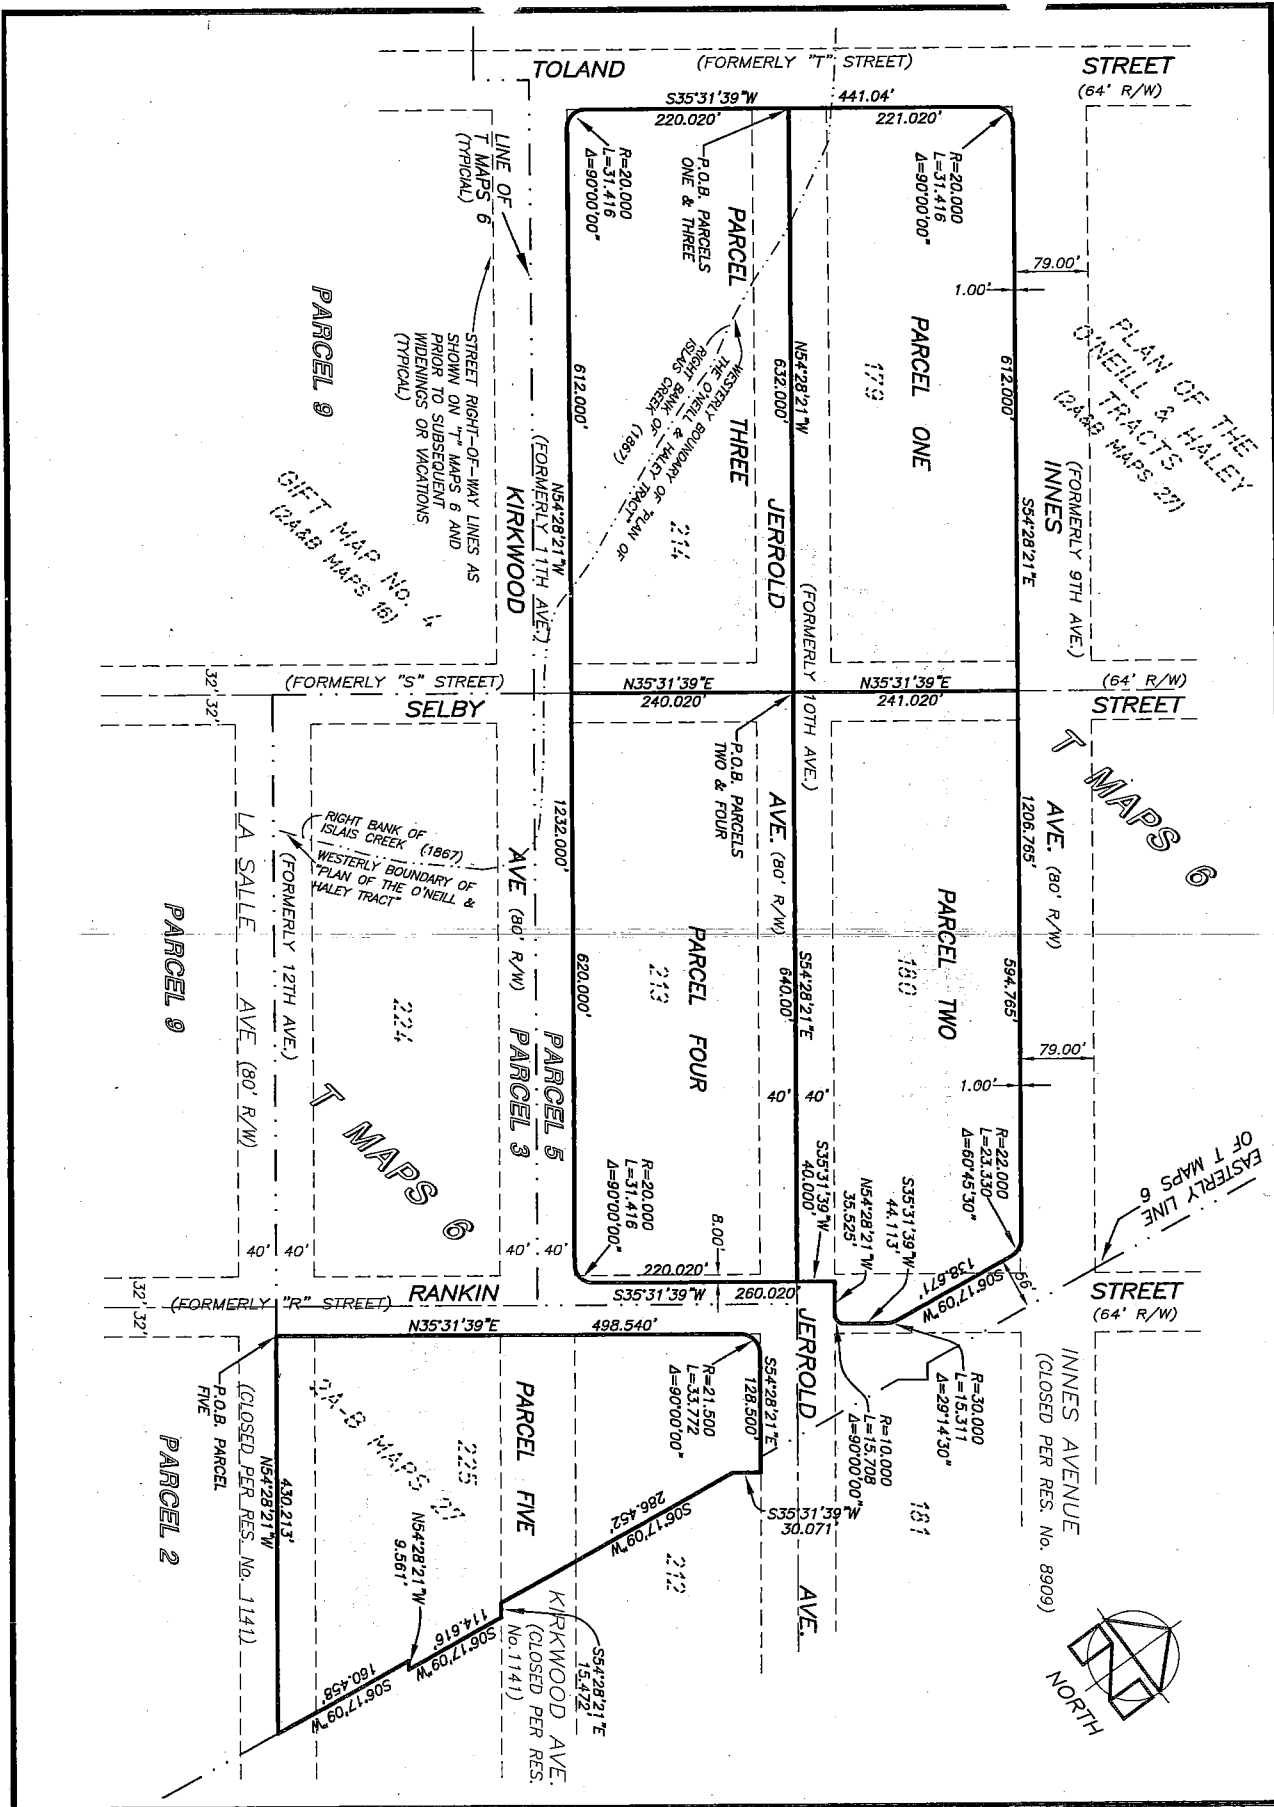 (FORMERLY "T" STREET)
TOLAND
STREET
(64' R/W)
S35°31'39"W
441.04'
220.020'
221.020'
R=20.000
L=31.416
Δ=90°00'00"
R=20.000
L=31.416
Δ=90°00'00"
P.O.B. PARCELS
ONE & THREE
LINE OF
T MAPS 6
(TYPICIAL)
79.00'
1.00'
PARCEL ONE
179
PARCEL THREE
214
N54°28'21"W
632.000'
612.000'
S54°28'21"E
612.000'
N54°28'21"W
PLAN OF THE
O'NEILL & HALEY
TRACTS
(2A&B MAPS 27)
(FORMERLY 9TH AVE.)
INNES
WESTERLY BOUNDARY OF "PLAN OF
THE O'NEILL & HALEY TRACT"
RIGHT BANK OF
ISLAIS CREEK (1867)
JERROLD
(FORMERLY 10TH AVE.)
(FORMERLY 11TH AVE.)
KIRKWOOD
STREET RIGHT-OF-WAY LINES AS
SHOWN ON "T" MAPS 6 AND
PRIOR TO SUBSEQUENT
WIDENINGS OR VACATIONS
(TYPICAL)
PARCEL 9
GIFT MAP No. 4
(2A&B MAPS 16)
32' 32'
(FORMERLY "S" STREET)
SELBY
N35°31'39"E
240.020'
N35°31'39"E
241.020'
(64' R/W)
STREET
P.O.B. PARCELS
TWO & FOUR
T MAPS 6
1232.000'
1206.765'
AVE. (80' R/W)
AVE. (80' R/W)
AVE (80' R/W)
RIGHT BANK OF
ISLAIS CREEK (1867)
WESTERLY BOUNDARY OF
"PLAN OF THE O'NEILL &
HALEY TRACT"
(FORMERLY 12TH AVE.)
LA SALLE AVE (80' R/W)
PARCEL 9
224
T MAPS 6
PARCEL 5
PARCEL 3
620.000'
PARCEL FOUR
213
S54°28'21"E
640.00'
PARCEL TWO
180
594.765'
79.00'
1.00'
40' 40'
R=22.000
L=23.330
Δ=60°45'30"
EASTERLY LINE
OF T MAPS 6
S35°31'39"W
40.000'
N54°28'21"W
35.525'
S35°31'39"W
44.113'
R=20.000
L=31.416
Δ=90°00'00"
8.00'
40' 40'
40' 40'
138.671'
S06°17'09"W
66'
32' 32'
(FORMERLY "R" STREET)
RANKIN
220.020'
S35°31'39"W
260.020'
STREET
(64' R/W)
N35°31'39"E
498.540'
JERROLD
AVE.
S54°28'21"E
128.500'
R=21.500
L=33.772
Δ=90°00'00"
R=10.000
L=15.708
Δ=90°00'00"
R=30.000
L=15.311
Δ=29°14'30"
181
INNES AVENUE
(CLOSED PER RES. No. 8909)
S35°31'39"W
30.071'
P.O.B. PARCEL
FIVE
(CLOSED PER RES. No. 1141)
PARCEL 2
430.213'
N54°28'21"W
2A-B MAPS 27
225
PARCEL FIVE
286.452'
S06°17'09"W
212
N54°28'21"W
9.561'
114.616'
S06°17'09"W
160.458'
S06°17'09"W
S54°28'21"E
15.472'
KIRKWOOD AVE.
(CLOSED PER RES.
No.1141)
NORTH